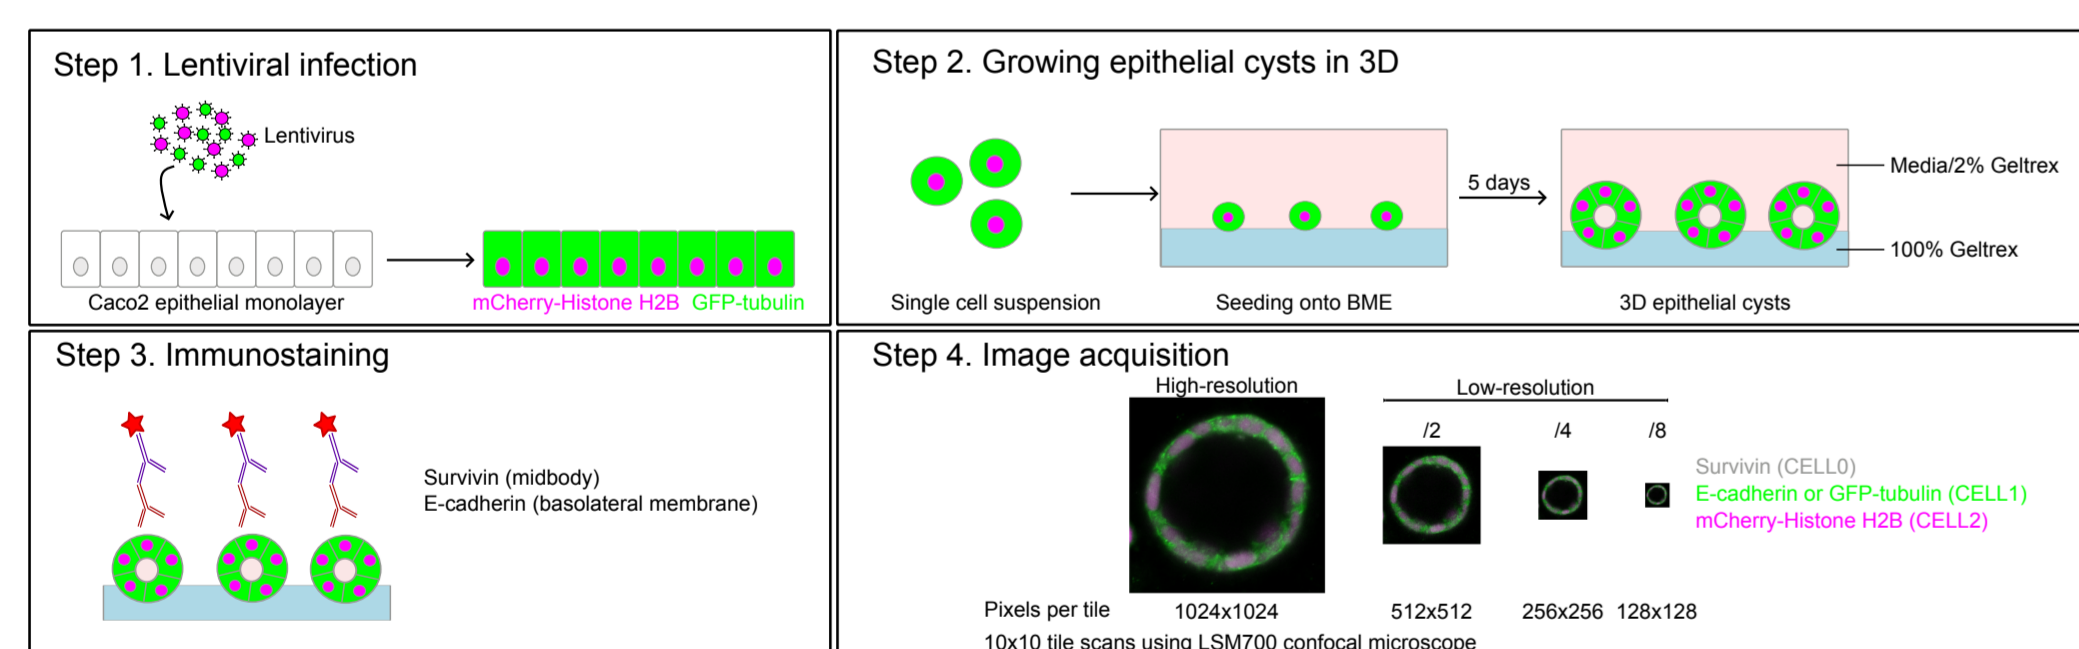 Step 1. Lentiviral infection
Lentivirus
Caco2 epithelial monolayer
mCherry-Histone H2B GFP-tubulin
Step 2. Growing epithelial cysts in 3D
5 days
Media/2% Geltrex
100% Geltrex
Single cell suspension
Seeding onto BME
3D epithelial cysts
Step 3. Immunostaining
Survivin (midbody)
E-cadherin (basolateral membrane)
Step 4. Image acquisition
High-resolution
Low-resolution
/2 /4 /8
Survivin (CELL0)
E-cadherin or GFP-tubulin (CELL1)
mCherry-Histone H2B (CELL2)
Pixels per tile 1024x1024 512x512 256x256 128x128
10x10 tile scans using LSM700 confocal microscope